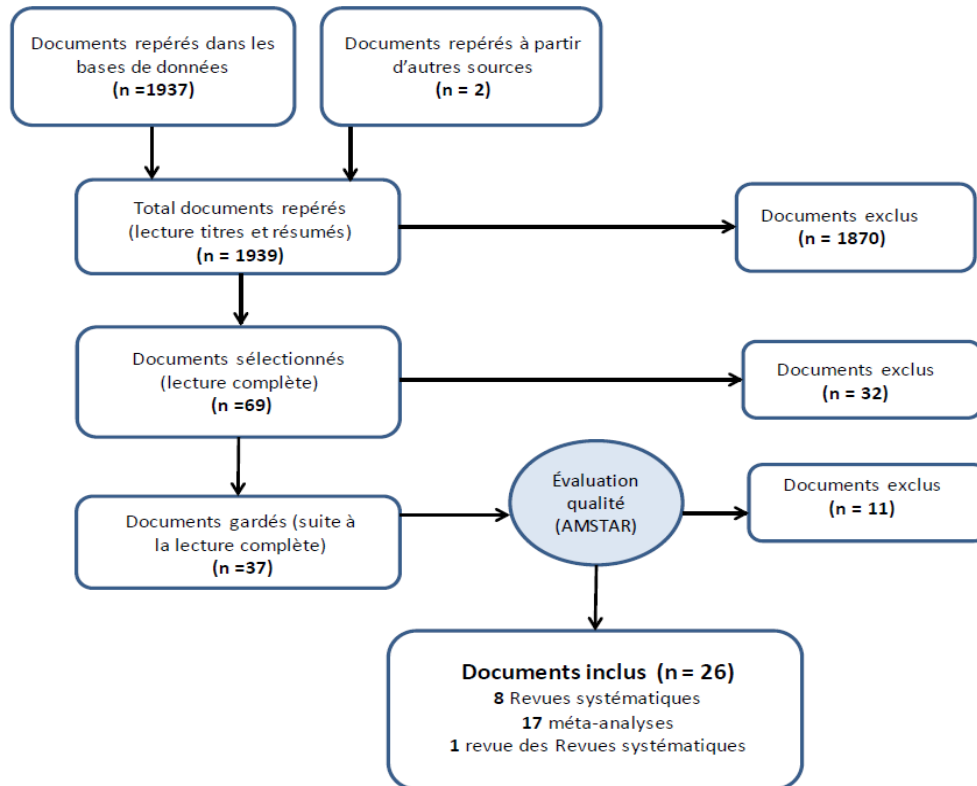 Documents repérés dans les
bases de données
(n =1937)
Documents repérés à partir
d'autres sources
(n = 2)
Total documents repérés
(lecture titres et résumés)
(n = 1939)
Documents exclus
(n = 1870)
Documents sélectionnés
(lecture complète)
(n =69)
Documents exclus
(n = 32)
Documents gardés (suite à
la lecture complète)
(n =37)
Évaluation
qualité
(AMSTAR)
Documents exclus
(n = 11)
Documents inclus (n = 26)
8 Revues systématiques
17 méta-analyses
1 revue des Revues systématiques